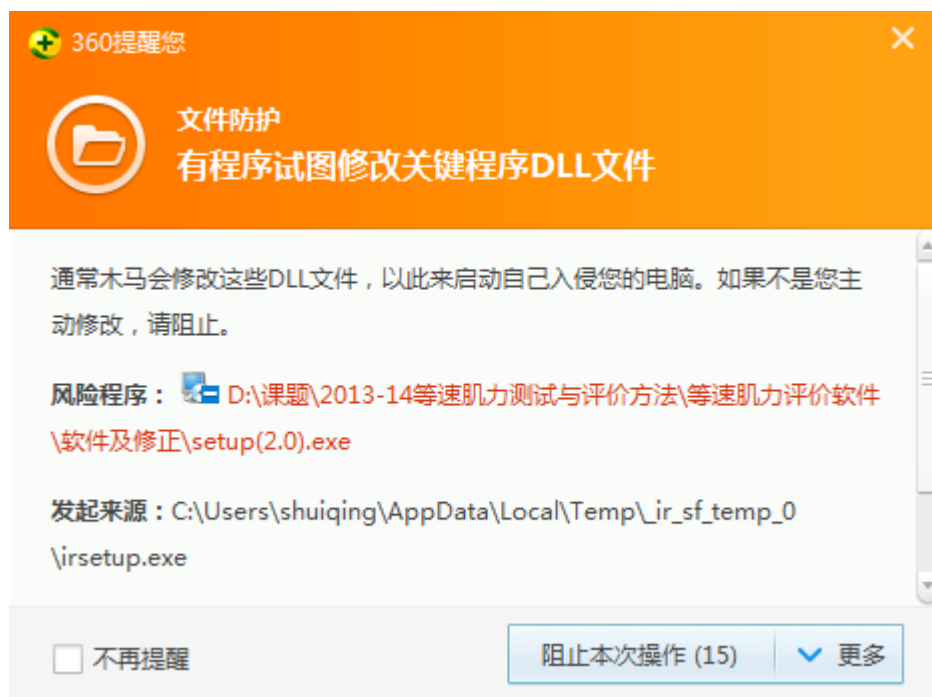 360提醒您
文件防护
有程序试图修改关键程序DLL文件
通常木马会修改这些DLL文件，以此来启动自己入侵您的电脑。如果不是您主
动修改，请阻止。
风险程序： D:\课题\2013-14等速肌力测试与评价方法\等速肌力评价软件
\软件及修正\setup(2.0).exe
发起来源：C:\Users\shuiqing\AppData\Local\Temp\_ir_sf_temp_0
\irsetup.exe
不再提醒
阻止本次操作 (15)
更多